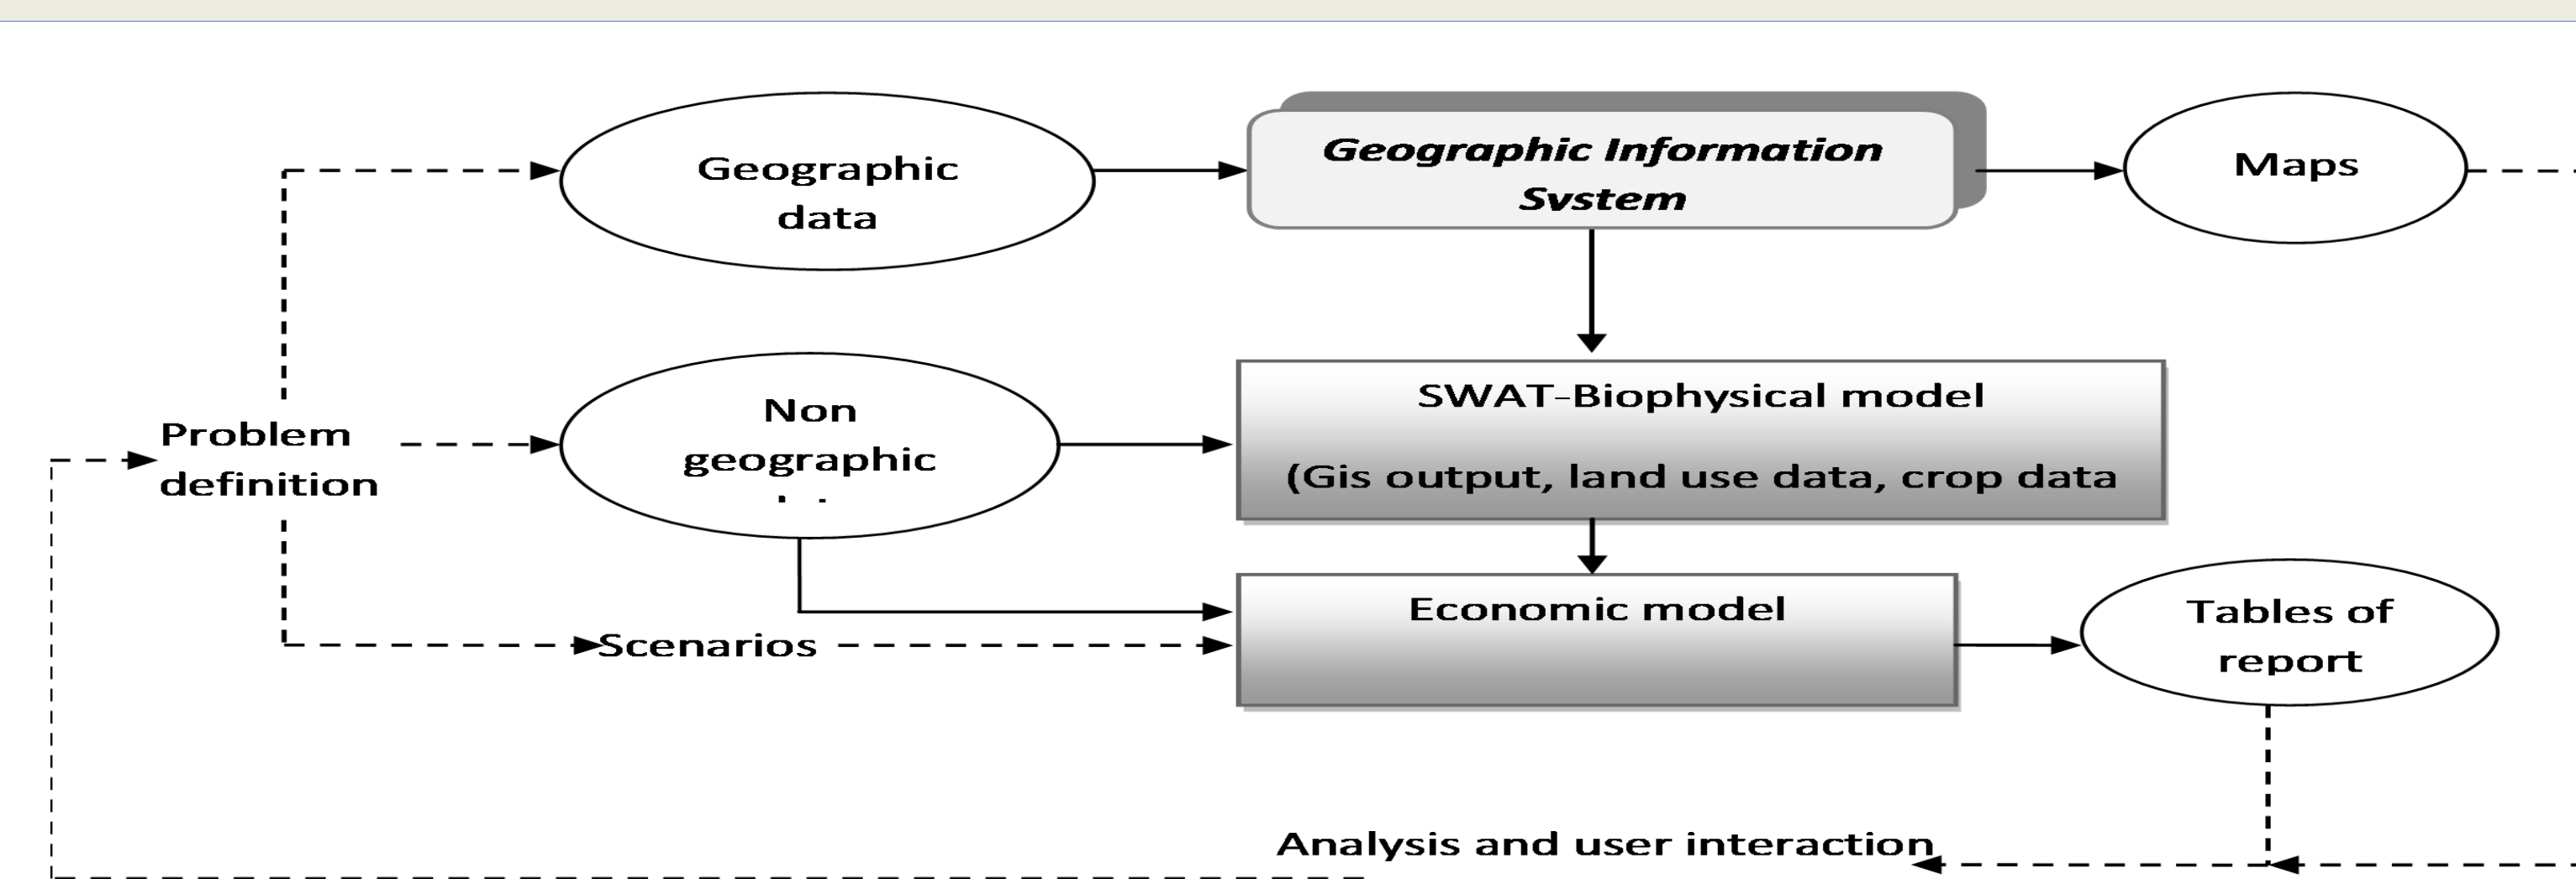 Geographic
data
Geographic Information
System
Maps
Non
geographic
SWAT-Biophysical model
(Gis output, land use data, crop data
Problem
definition
Economic model
Scenarios
Tables of
report
Analysis and user interaction